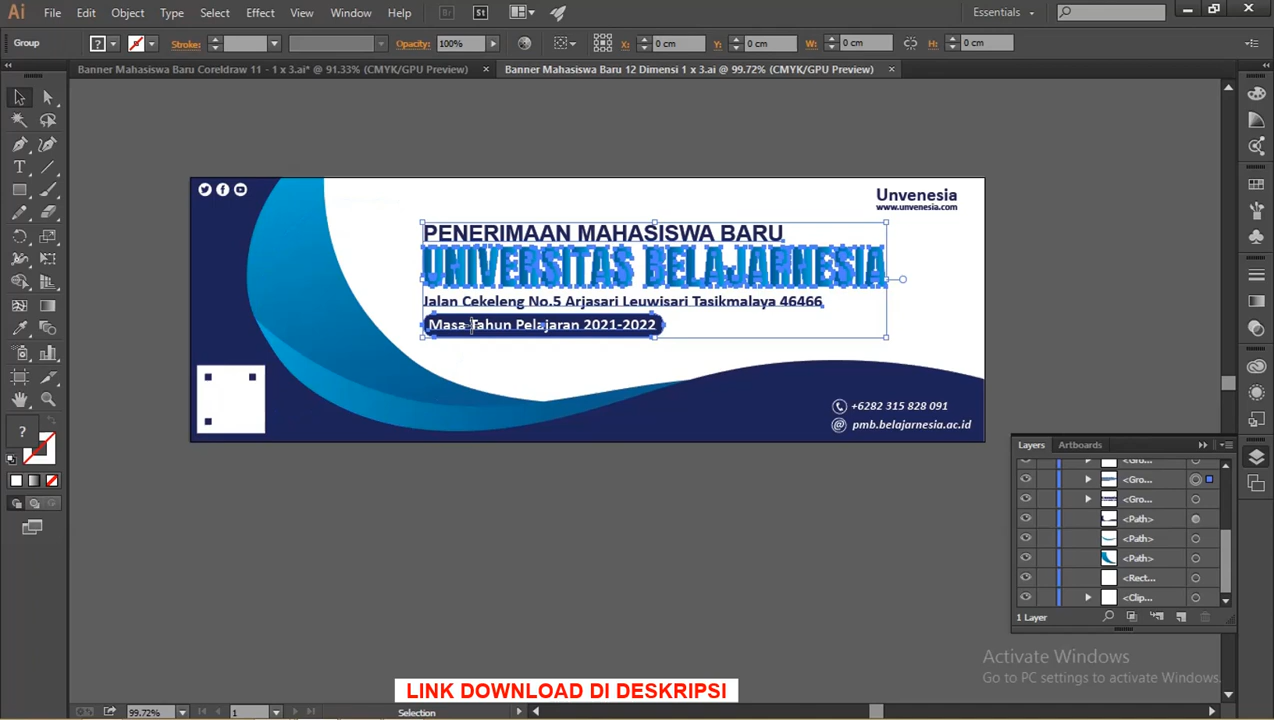 Ai File Edit Object Type Select Effect View Window Help Br St Essentials
Group Stroke: Opacity: 100% X: 0 cm Y: 0 cm W: 0 cm H: 0 cm
Banner Mahasiswa Baru Coreldraw 11 - 1 x 3.ai* @ 91.33% (CMYK/GPU Preview) Banner Mahasiswa Baru 12 Dimensi 1 x 3.ai @ 99.72% (CMYK/GPU Preview)
Unvenesia
www.unvenesia.com
PENERIMAAN MAHASISWA BARU
UNIVERSITAS BELAJARNESIA
Jalan Cekeleng No.5 Arjasari Leuwisari Tasikmalaya 46466
Masa Tahun Pelajaran 2021-2022
+6282 315 828 091
@ pmb.belajarnesia.ac.id
Layers Artboards
<Gro...
<Gro...
<Gro...
<Path>
<Path>
<Path>
<Rect...
<Clip...
1 Layer
Activate Windows
Go to PC settings to activate Windows.
LINK DOWNLOAD DI DESKRIPSI
99.72% 1 Selection